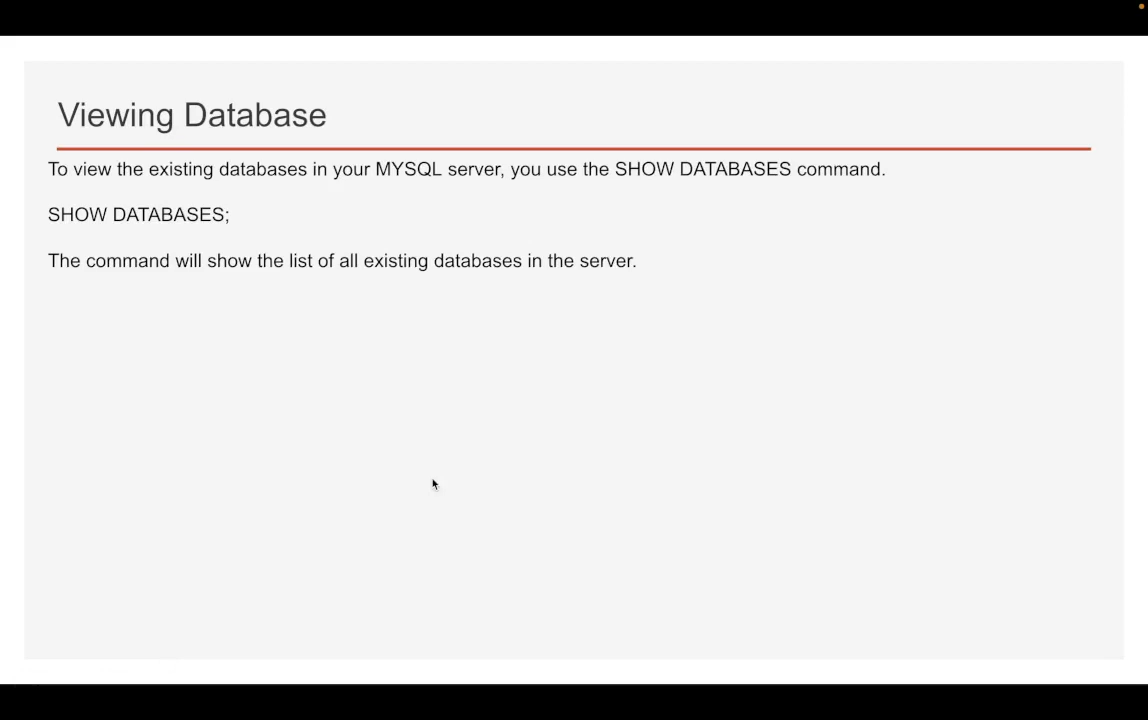 Viewing Database
To view the existing databases in your MYSQL server, you use the SHOW DATABASES command.
SHOW DATABASES;
The command will show the list of all existing databases in the server.